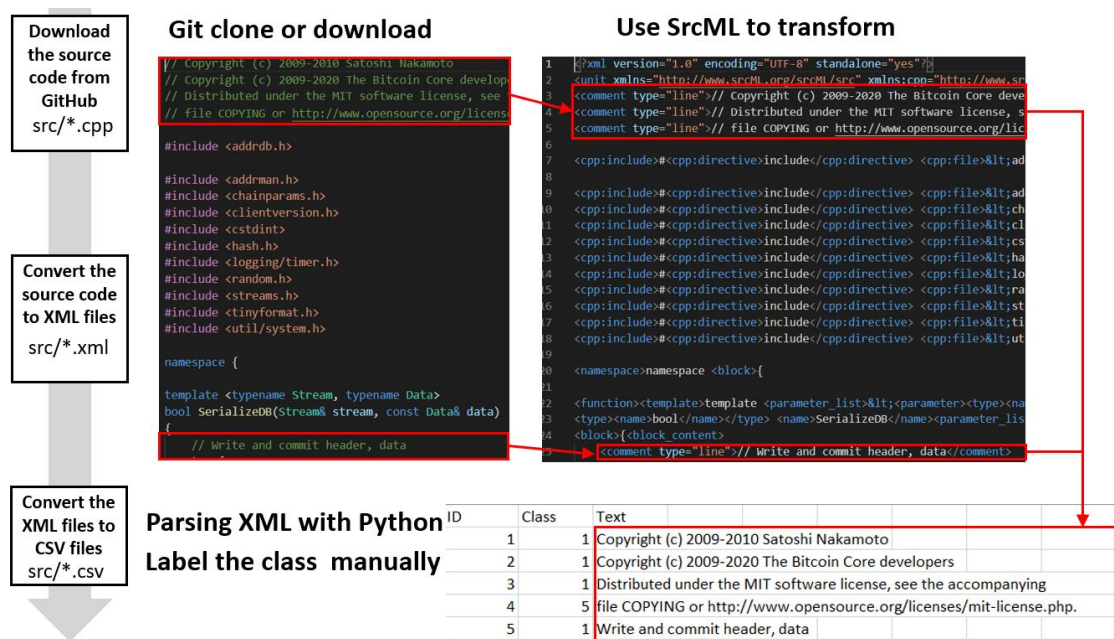 Download
the source
code from
GitHub
src/*.cpp
Convert the
source code
to XML files
src/*.xml
Convert the
XML files to
CSV files
src/*.csv
Git clone or download
// Copyright (c) 2009-2010 Satoshi Nakamoto
// Copyright (c) 2009-2020 The Bitcoin Core develope
// Distributed under the MIT software license, see
// file COPYING or http://www.opensource.org/license
#include <addrdb.h>
#include <addrman.h>
#include <chainparams.h>
#include <clientversion.h>
#include <cstdint>
#include <hash.h>
#include <logging/timer.h>
#include <random.h>
#include <streams.h>
#include <tinyformat.h>
#include <util/system.h>
namespace {
template <typename Stream, typename Data>
bool SerializeDB(Stream& stream, const Data& data)
{
// Write and commit header, data
Use SrcML to transform
1 <?xml version="1.0" encoding="UTF-8" standalone="yes"?>
2 <unit xmlns="http://www.srcML.org/srcML/src" xmlns:cpp="http://www.sr
3 <comment type="line">// Copyright (c) 2009-2020 The Bitcoin Core deve
4 <comment type="line">// Distributed under the MIT software license, s
5 <comment type="line">// file COPYING or http://www.opensource.org/lic
6
7 <cpp:include>#<cpp:directive>include</cpp:directive> <cpp:file>&lt;ad
8
9 <cpp:include>#<cpp:directive>include</cpp:directive> <cpp:file>&lt;ad
10 <cpp:include>#<cpp:directive>include</cpp:directive> <cpp:file>&lt;ch
11 <cpp:include>#<cpp:directive>include</cpp:directive> <cpp:file>&lt;cl
12 <cpp:include>#<cpp:directive>include</cpp:directive> <cpp:file>&lt;cs
13 <cpp:include>#<cpp:directive>include</cpp:directive> <cpp:file>&lt;ha
14 <cpp:include>#<cpp:directive>include</cpp:directive> <cpp:file>&lt;lo
15 <cpp:include>#<cpp:directive>include</cpp:directive> <cpp:file>&lt;ra
16 <cpp:include>#<cpp:directive>include</cpp:directive> <cpp:file>&lt;st
17 <cpp:include>#<cpp:directive>include</cpp:directive> <cpp:file>&lt;ti
18 <cpp:include>#<cpp:directive>include</cpp:directive> <cpp:file>&lt;ut
19
20 <namespace>namespace <block>{
21
22 <function><template>template <parameter_list>&lt;<parameter><type><na
23 <type><name>bool</name></type> <name>SerializeDB</name><parameter_lis
24 <block>{<block_content>
25 <comment type="line">// Write and commit header, data</comment>
Parsing XML with Python
Label the class manually
ID Class Text
1 1 Copyright (c) 2009-2010 Satoshi Nakamoto
2 1 Copyright (c) 2009-2020 The Bitcoin Core developers
3 1 Distributed under the MIT software license, see the accompanying
4 5 file COPYING or http://www.opensource.org/licenses/mit-license.php.
5 1 Write and commit header, data